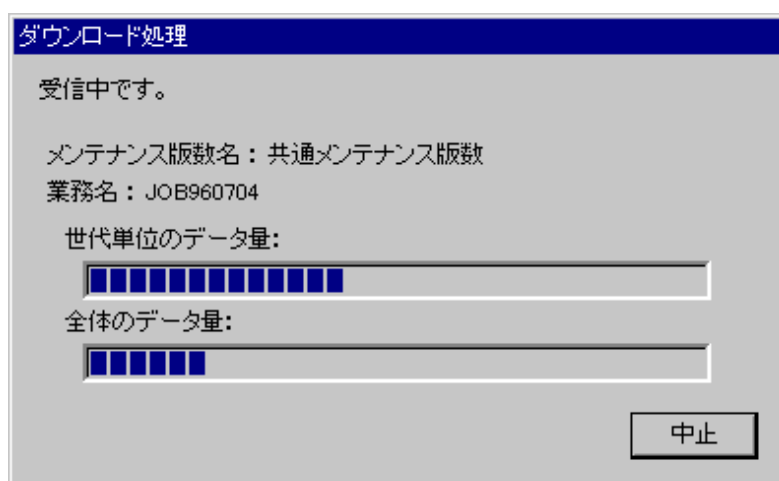 ダウンロード処理
受信中です。
メンテナンス版数名：共通メンテナンス版数
業務名：JOB960704
世代単位のデータ量:
全体のデータ量:
中止